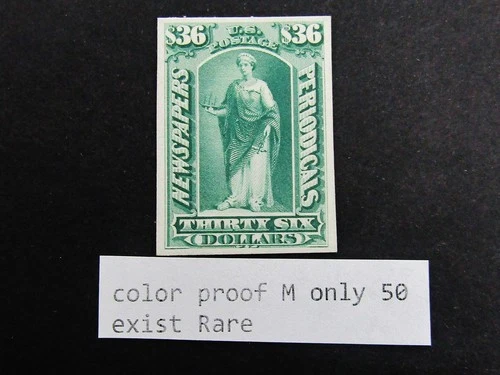 $36 U.S. $36
POSTAGE
NEWSPAPERS
PERIODICALS
THIRTY SIX
DOLLARS
color proof M only 50
exist Rare